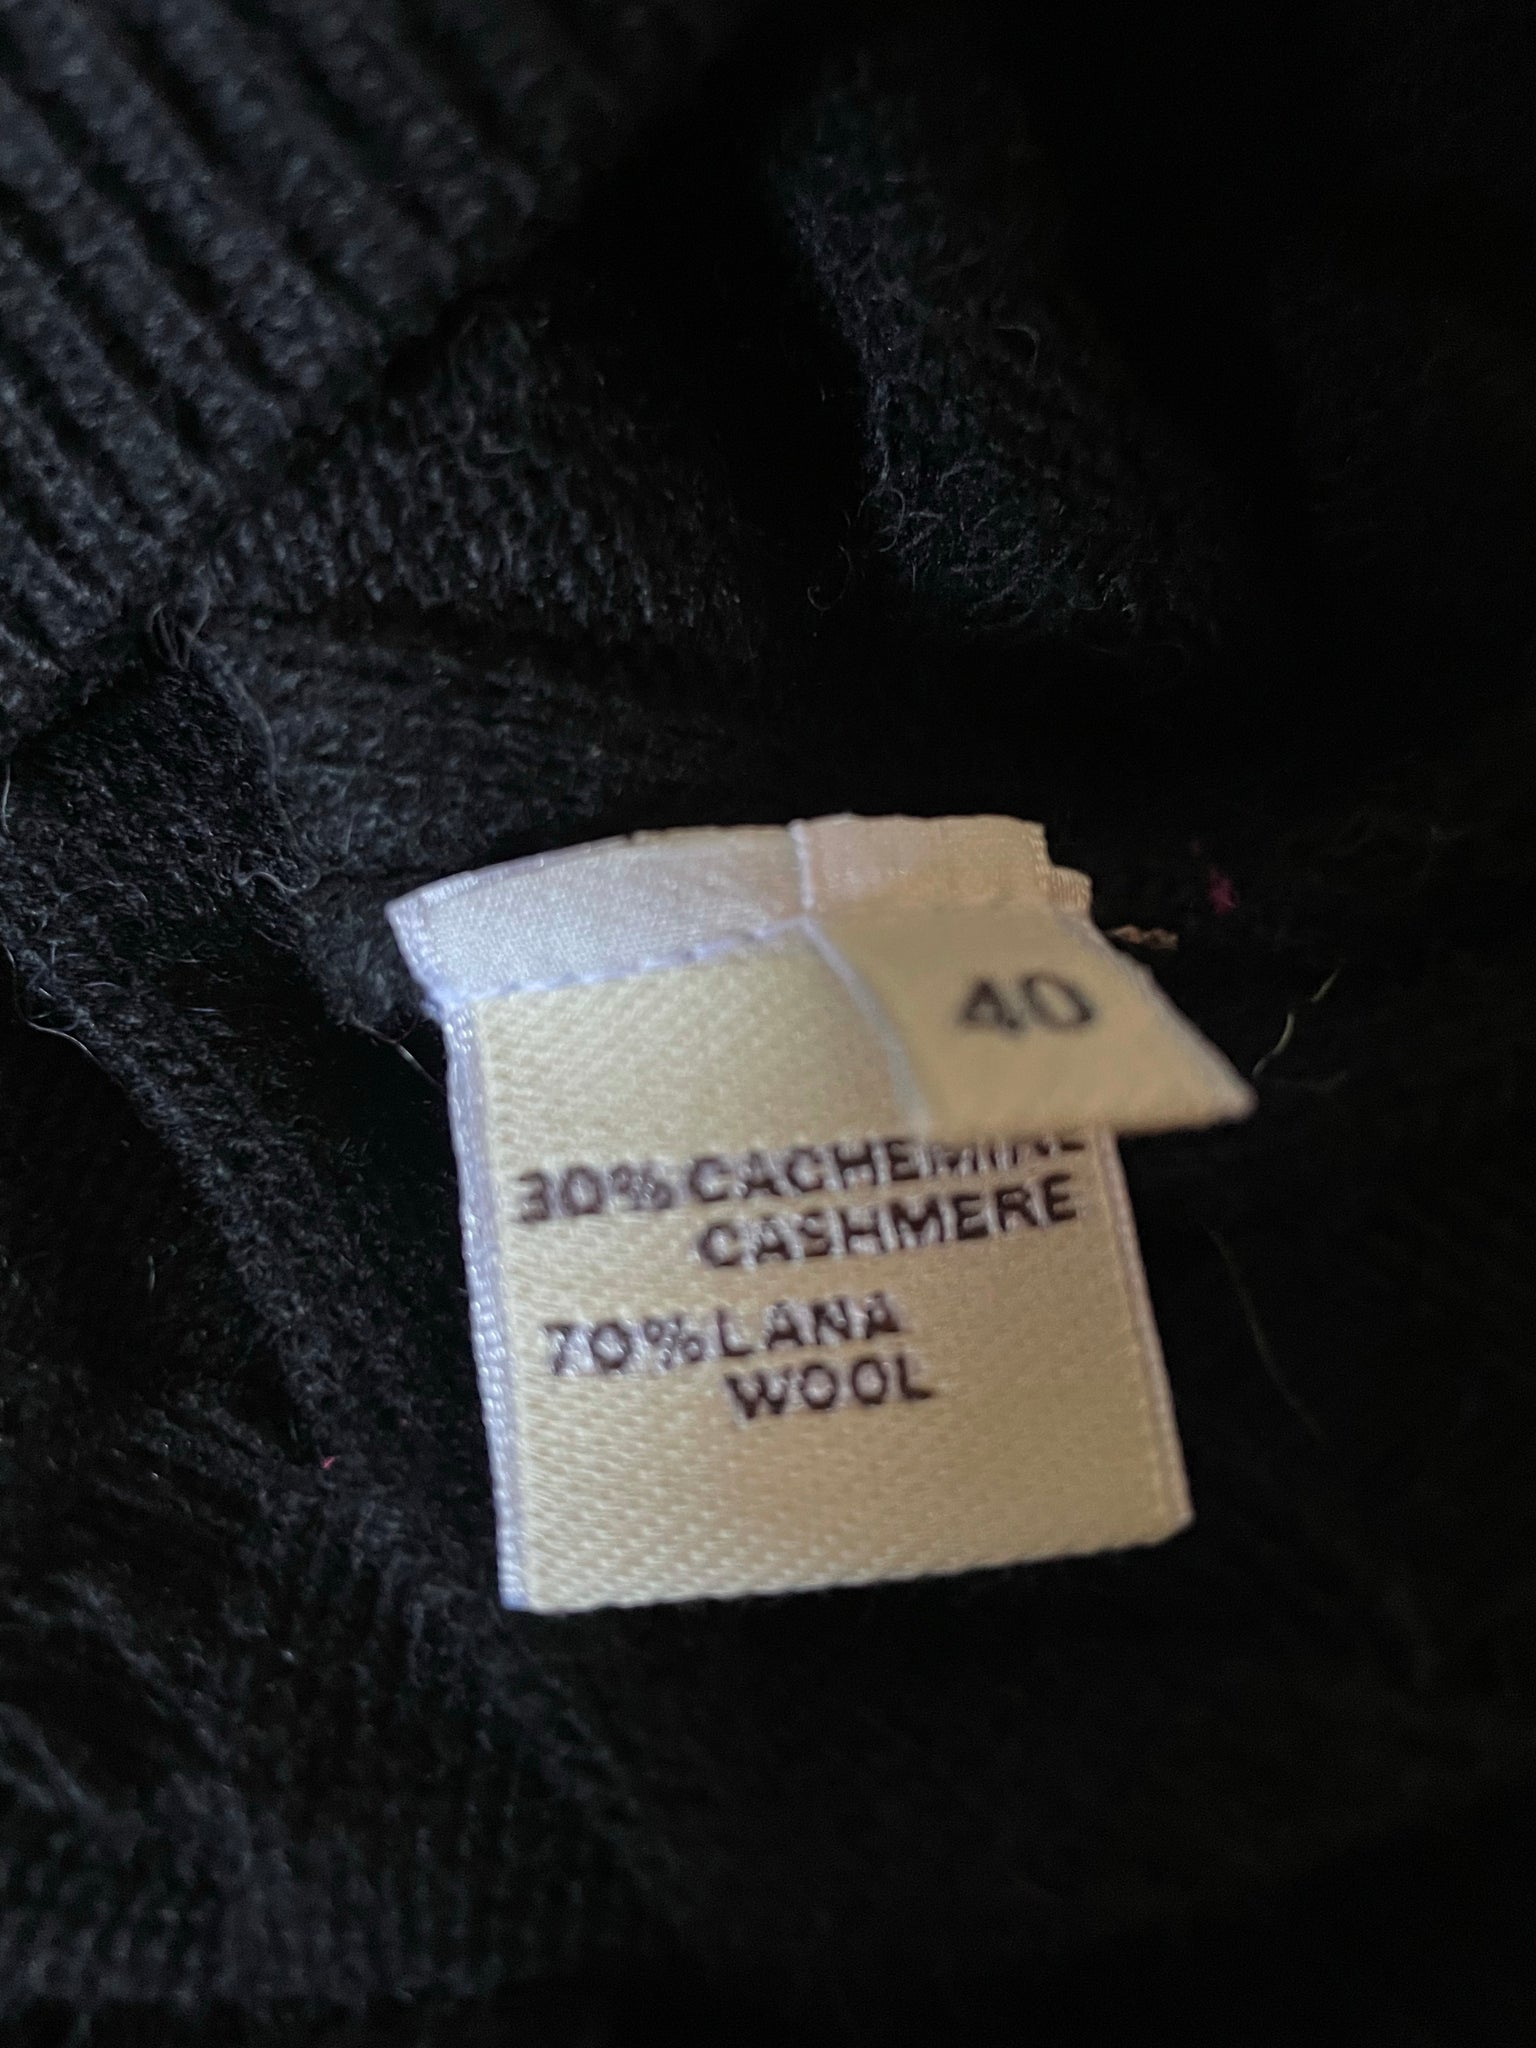 40
30% CACHEMIRE
CASHMERE
70% LANA
WOOL